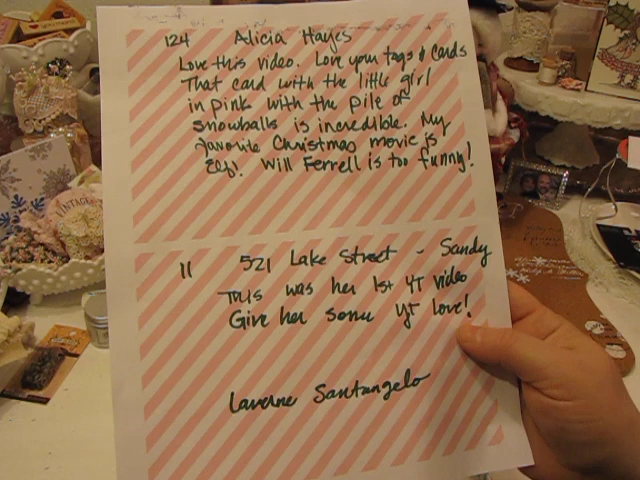 124 Alicia Hayes
Love this video. Love your tags & cards
That card with the little girl
in pink with the pile of
snowballs is incredible. My
favorite Christmas movie is
Elf! Will Ferrell is too funny!
11 521 Lake Street - Sandy
This was her 1st YT video
Give her some YT love!
Laverne Santangelo
VINTAGE